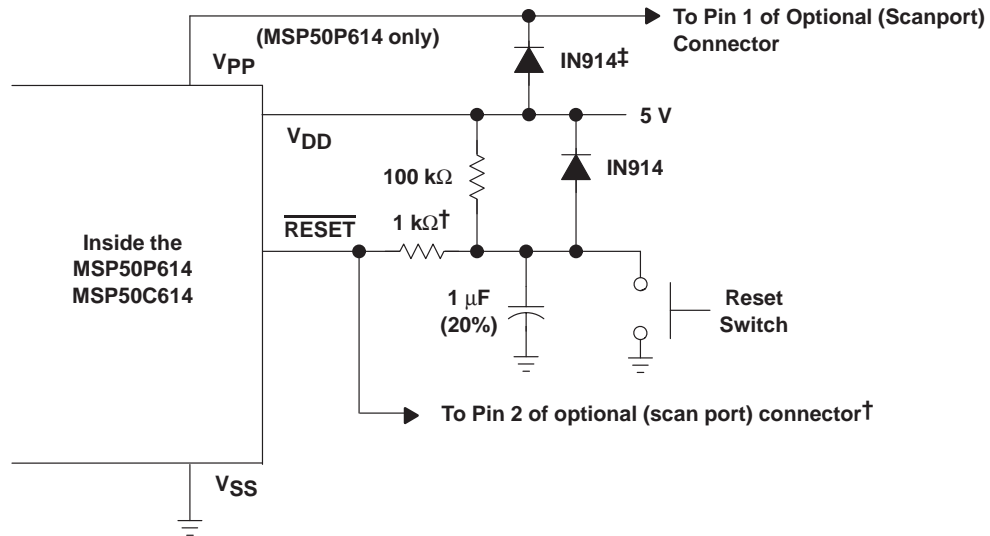 To Pin 1 of Optional (Scanport)
Connector
(MSP50P614 only)
VPP
IN914‡
5 V
VDD
100 kΩ
IN914
RESET
1 kΩ†
Inside the
MSP50P614
MSP50C614
1 μF
(20%)
Reset
Switch
To Pin 2 of optional (scan port) connector†
VSS